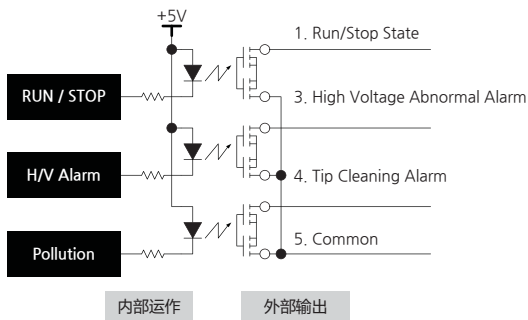 +5V
1. Run/Stop State
RUN / STOP
3. High Voltage Abnormal Alarm
H/V Alarm
4. Tip Cleaning Alarm
5. Common
Pollution
内部运作
外部输出